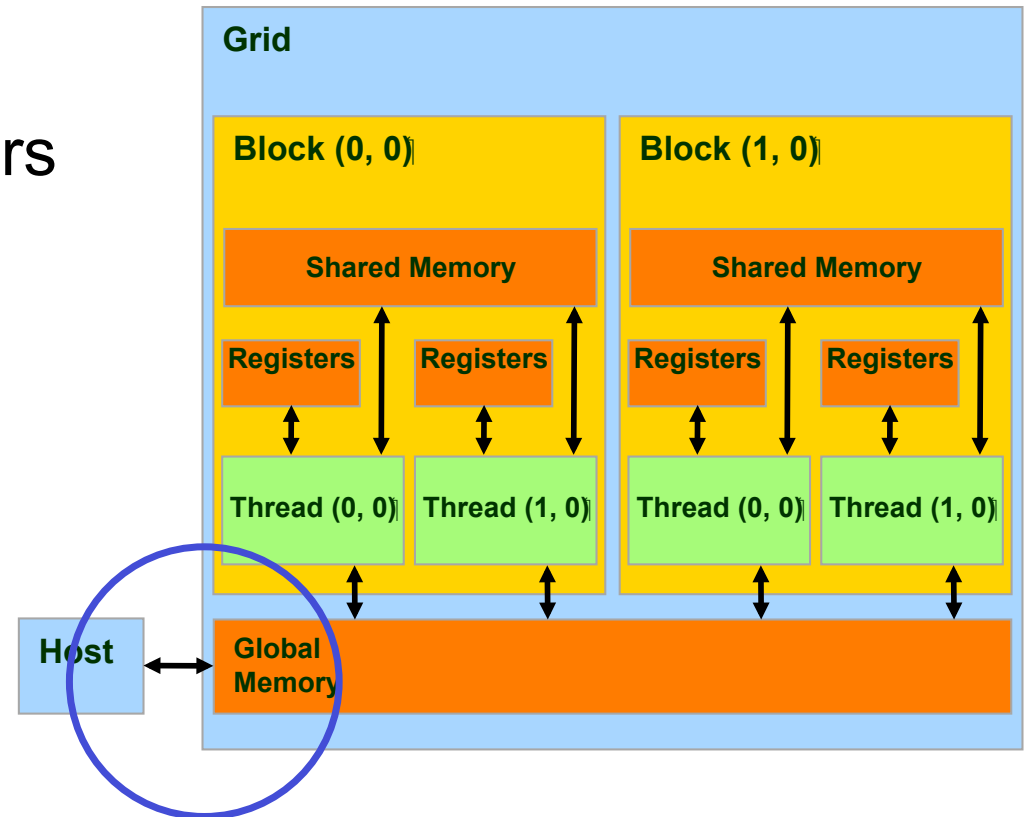 Grid
rs
Block (0, 0)
Block (1, 0)
Shared Memory
Shared Memory
Registers
Registers
Registers
Registers
Thread (0, 0)
Thread (1, 0)
Thread (0, 0)
Thread (1, 0)
Host
Global
Memory